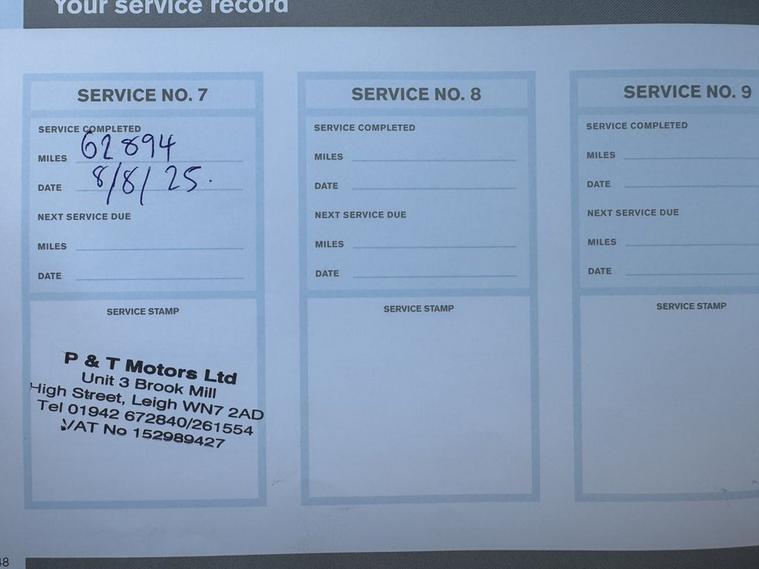 Your service record
SERVICE NO. 7
SERVICE COMPLETED
MILES 62894
DATE 8/8/25.
NEXT SERVICE DUE
MILES
DATE
SERVICE STAMP
P & T Motors Ltd
Unit 3 Brook Mill
High Street, Leigh WN7 2AD
Tel 01942 672840/261554
VAT No 152989427
SERVICE NO. 8
SERVICE COMPLETED
MILES
DATE
NEXT SERVICE DUE
MILES
DATE
SERVICE STAMP
SERVICE NO. 9
SERVICE COMPLETED
MILES
DATE
NEXT SERVICE DUE
MILES
DATE
SERVICE STAMP
48